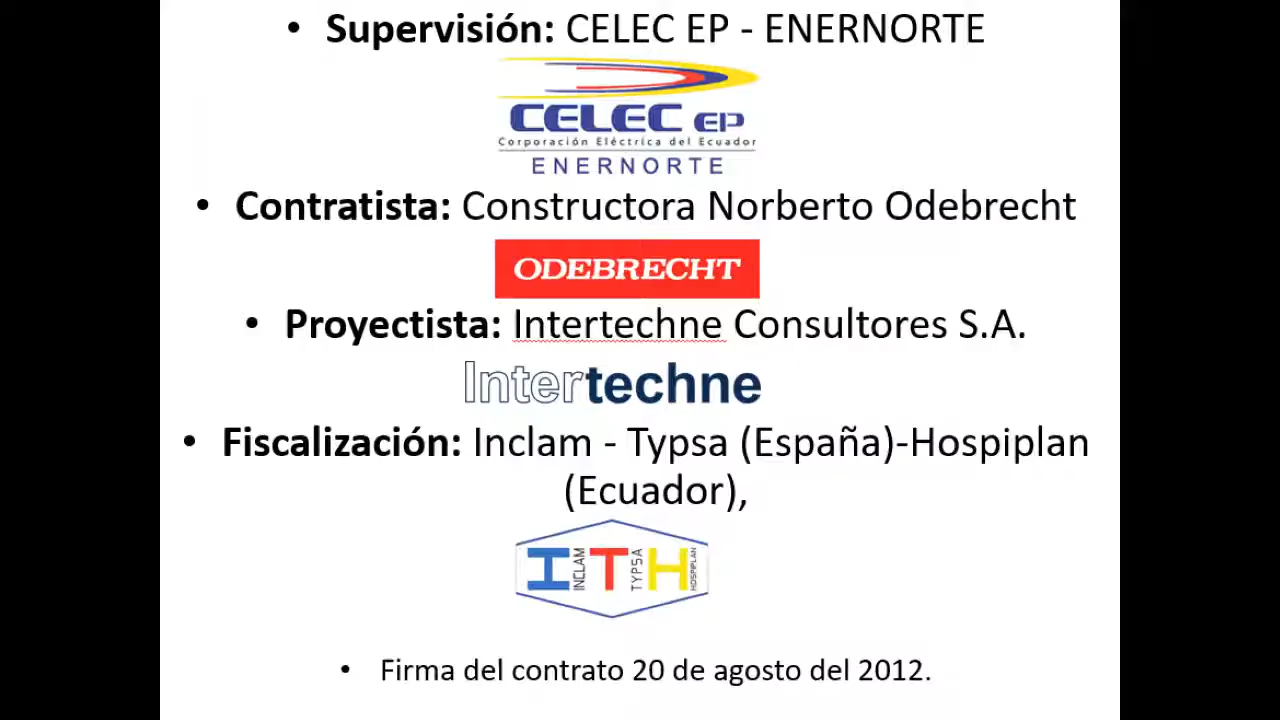 • Supervisión: CELEC EP - ENERNORTE
CELEC EP
Corporación Eléctrica del Ecuador
ENERNORTE
• Contratista: Constructora Norberto Odebrecht
ODEBRECHT
• Proyectista: Intertechne Consultores S.A.
Intertechne
• Fiscalización: Inclam - Typsa (España)-Hospiplan
(Ecuador),
I INCLAM T TYPSA H HOSPIPLAN
• Firma del contrato 20 de agosto del 2012.